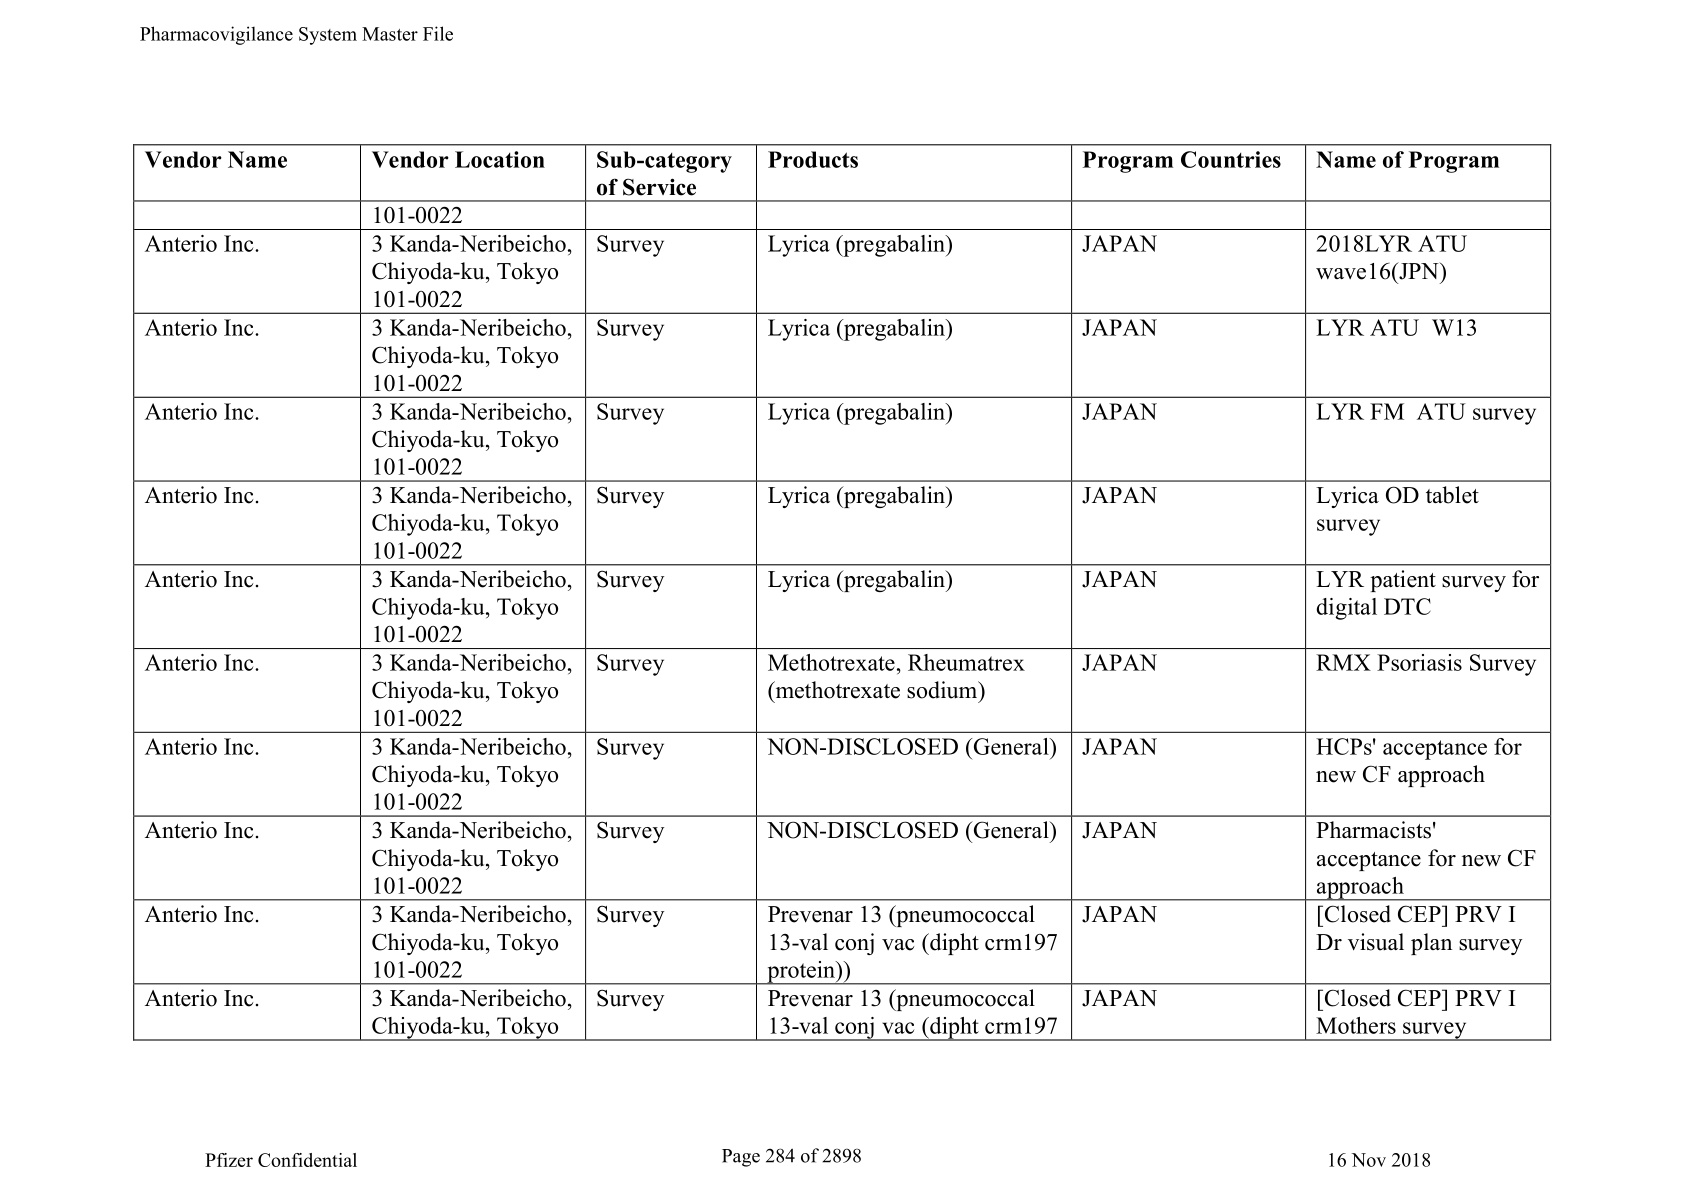 Pharmacovigilance System Master File
Vendor Name
Vendor Location
Sub-category
of Service
Products
Program Countries
Name of Program
101-0022
Anterio Inc.
3 Kanda-Neribeicho,
Chiyoda-ku, Tokyo
101-0022
Survey
Lyrica (pregabalin)
JAPAN
2018LYR ATU
wave16(JPN)
Anterio Inc.
3 Kanda-Neribeicho,
Chiyoda-ku, Tokyo
101-0022
Survey
Lyrica (pregabalin)
JAPAN
LYR ATU  W13
Anterio Inc.
3 Kanda-Neribeicho,
Chiyoda-ku, Tokyo
101-0022
Survey
Lyrica (pregabalin)
JAPAN
LYR FM  ATU survey
Anterio Inc.
3 Kanda-Neribeicho,
Chiyoda-ku, Tokyo
101-0022
Survey
Lyrica (pregabalin)
JAPAN
Lyrica OD tablet
survey
Anterio Inc.
3 Kanda-Neribeicho,
Chiyoda-ku, Tokyo
101-0022
Survey
Lyrica (pregabalin)
JAPAN
LYR patient survey for
digital DTC
Anterio Inc.
3 Kanda-Neribeicho,
Chiyoda-ku, Tokyo
101-0022
Survey
Methotrexate, Rheumatrex
(methotrexate sodium)
JAPAN
RMX Psoriasis Survey
Anterio Inc.
3 Kanda-Neribeicho,
Chiyoda-ku, Tokyo
101-0022
Survey
NON-DISCLOSED (General)
JAPAN
HCPs' acceptance for
new CF approach
Anterio Inc.
3 Kanda-Neribeicho,
Chiyoda-ku, Tokyo
101-0022
Survey
NON-DISCLOSED (General)
JAPAN
Pharmacists'
acceptance for new CF
approach
Anterio Inc.
3 Kanda-Neribeicho,
Chiyoda-ku, Tokyo
101-0022
Survey
Prevenar 13 (pneumococcal
13-val conj vac (dipht crm197
protein))
JAPAN
[Closed CEP] PRV I
Dr visual plan survey
Anterio Inc.
3 Kanda-Neribeicho,
Chiyoda-ku, Tokyo
Survey
Prevenar 13 (pneumococcal
13-val conj vac (dipht crm197
JAPAN
[Closed CEP] PRV I
Mothers survey
Pfizer Confidential
Page 284 of 2898
16 Nov 2018